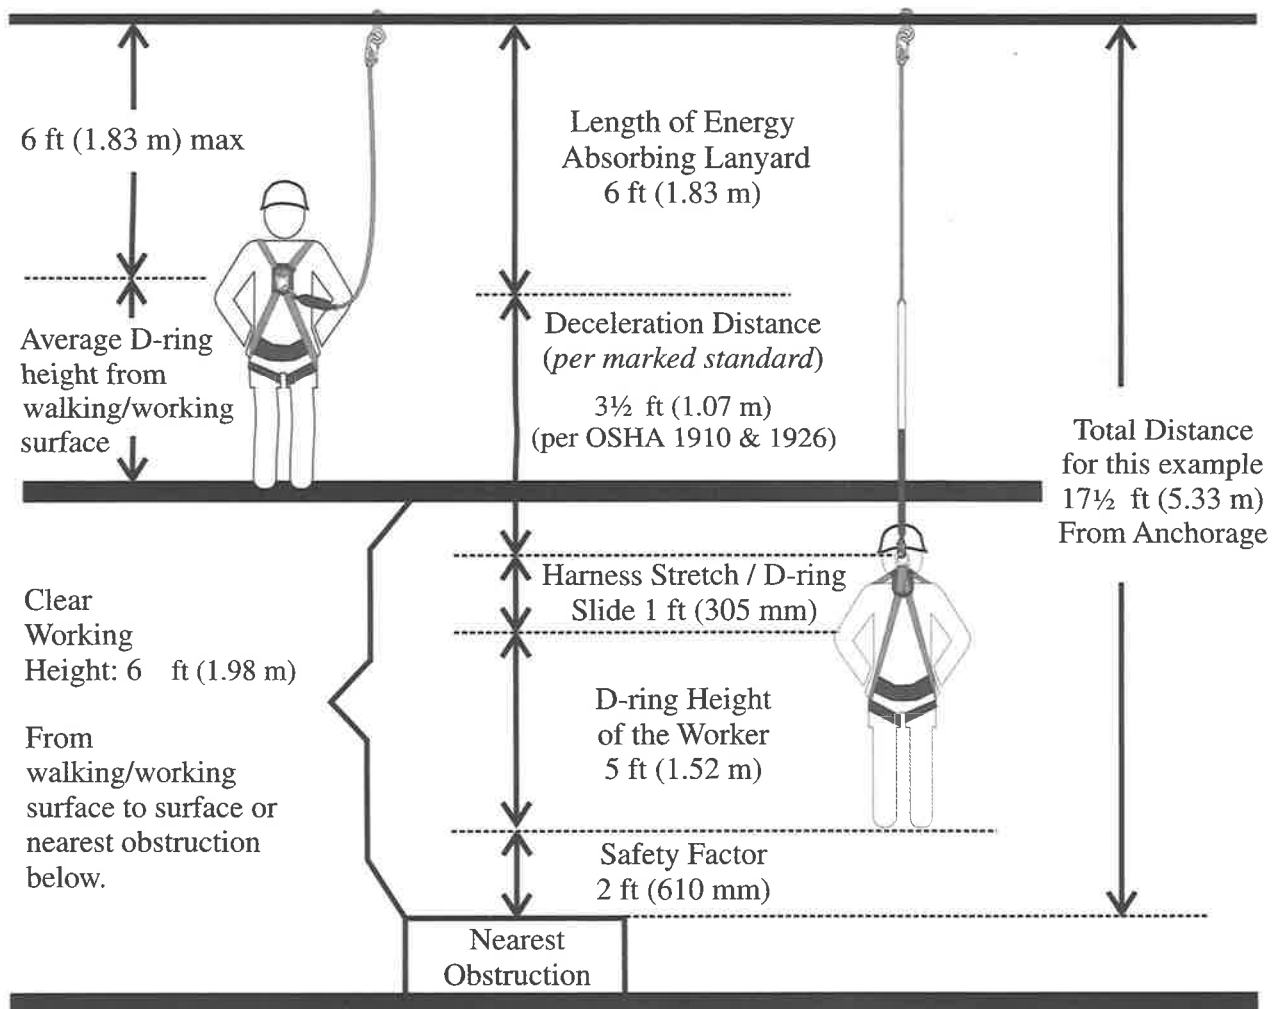 6 ft (1.83 m) max
Average D-ring
height from
walking/working
surface
Length of Energy
Absorbing Lanyard
6 ft (1.83 m)
Deceleration Distance
(per marked standard)
3½ ft (1.07 m)
(per OSHA 1910 & 1926)
Total Distance
for this example
17½ ft (5.33 m)
From Anchorage
Harness Stretch / D-ring
Slide 1 ft (305 mm)
Clear
Working
Height: 6 ft (1.98 m)
From
walking/working
surface to surface or
nearest obstruction
below.
D-ring Height
of the Worker
5 ft (1.52 m)
Safety Factor
2 ft (610 mm)
Nearest
Obstruction